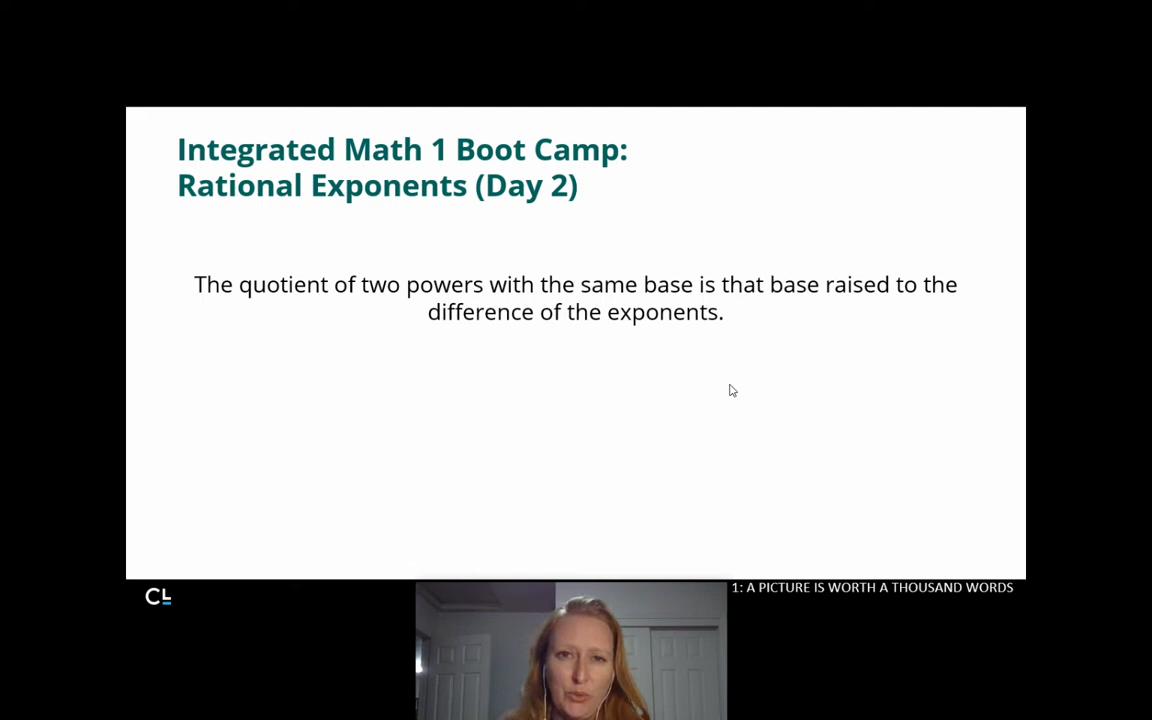 Integrated Math 1 Boot Camp:
Rational Exponents (Day 2)
The quotient of two powers with the same base is that base raised to the
difference of the exponents.
CL
1: A PICTURE IS WORTH A THOUSAND WORDS